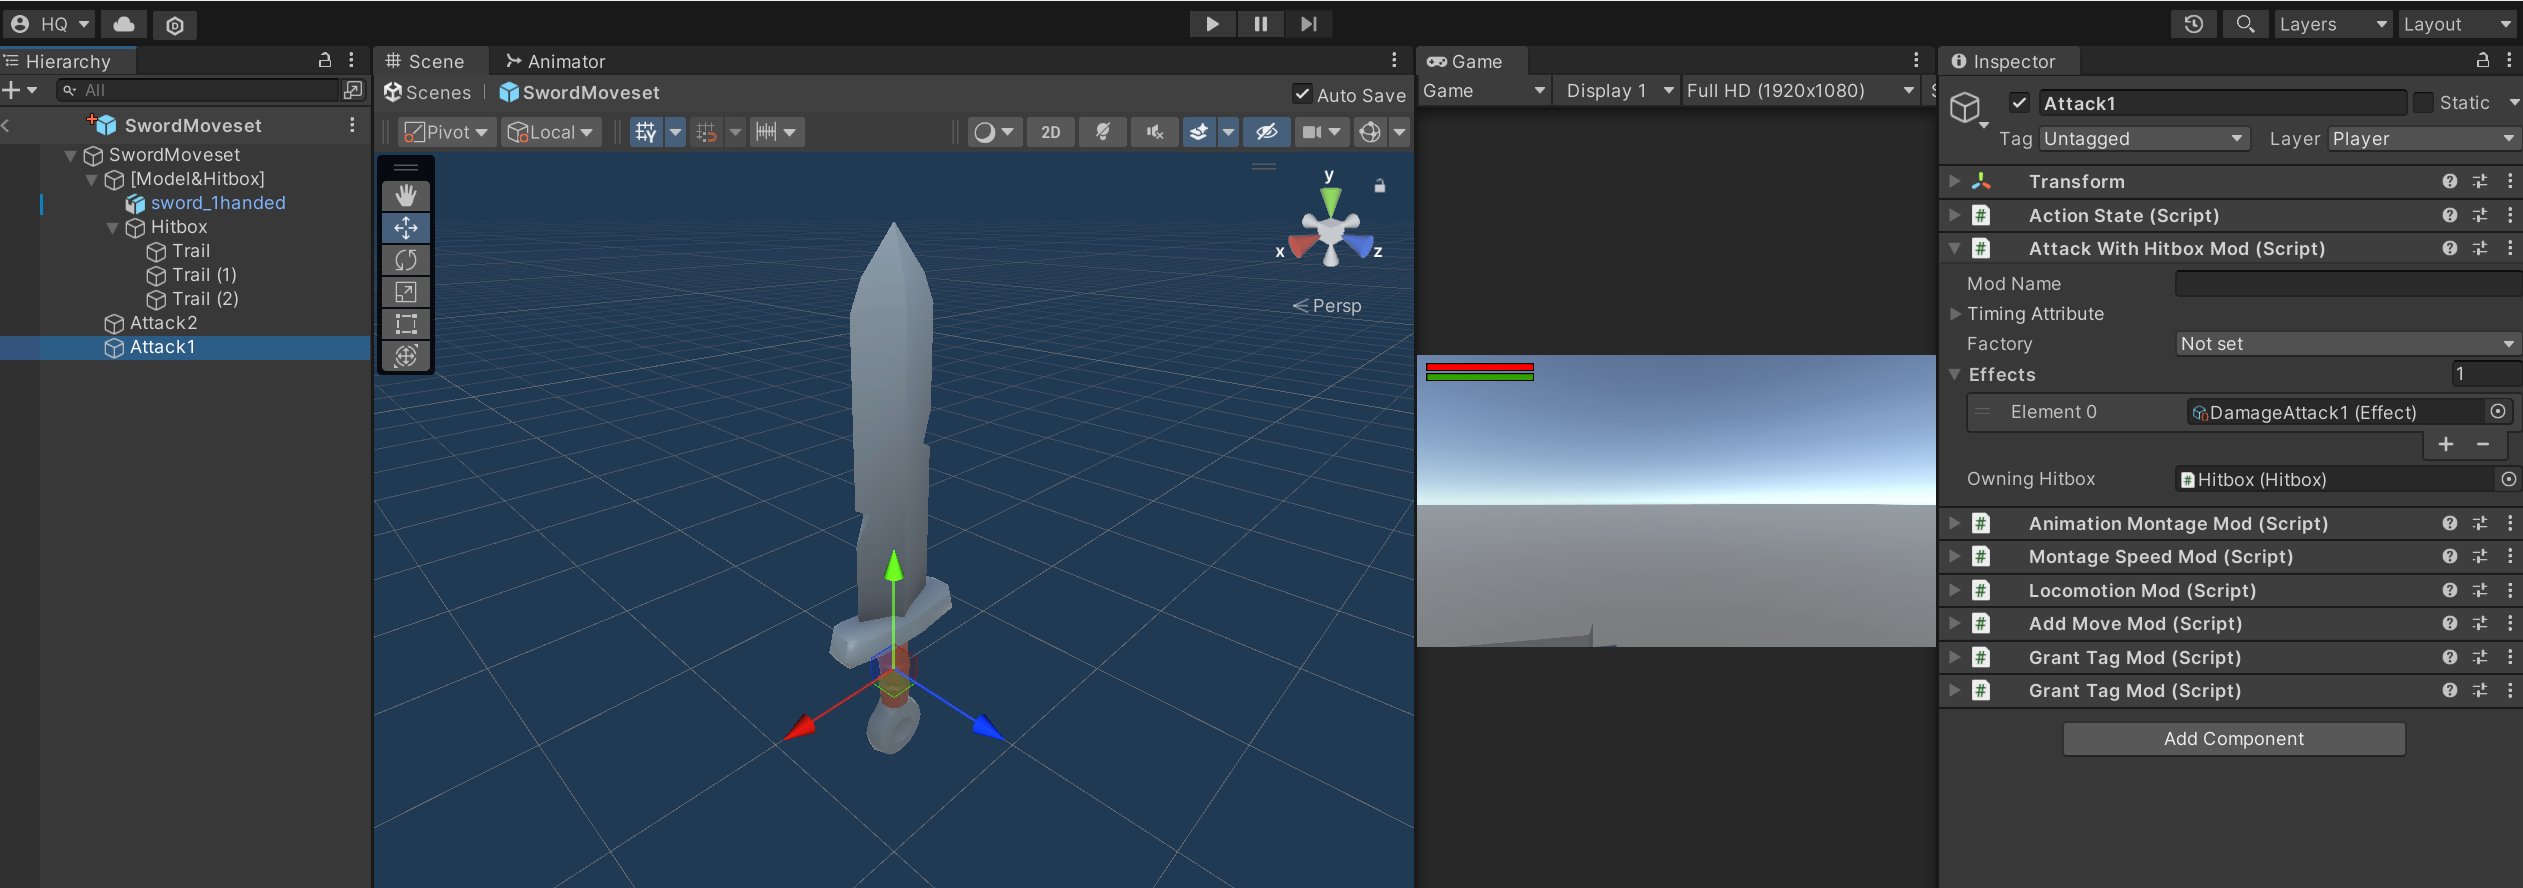 HQ
Layers
Layout
Hierarchy
All
SwordMoveset
SwordMoveset
[Model&Hitbox]
sword_1handed
Hitbox
Trail
Trail (1)
Trail (2)
Attack2
Attack1
Scene
Animator
Scenes | SwordMoveset
Auto Save
Pivot
Local
2D
y
x
z
Persp
Game
Game
Display 1
Full HD (1920x1080)
Inspector
Attack1
Static
Tag
Untagged
Layer
Player
Transform
# Action State (Script)
# Attack With Hitbox Mod (Script)
Mod Name
Timing Attribute
Factory
Not set
Effects
1
Element 0
DamageAttack1 (Effect)
+ −
Owning Hitbox
# Hitbox (Hitbox)
# Animation Montage Mod (Script)
# Montage Speed Mod (Script)
# Locomotion Mod (Script)
# Add Move Mod (Script)
# Grant Tag Mod (Script)
# Grant Tag Mod (Script)
Add Component